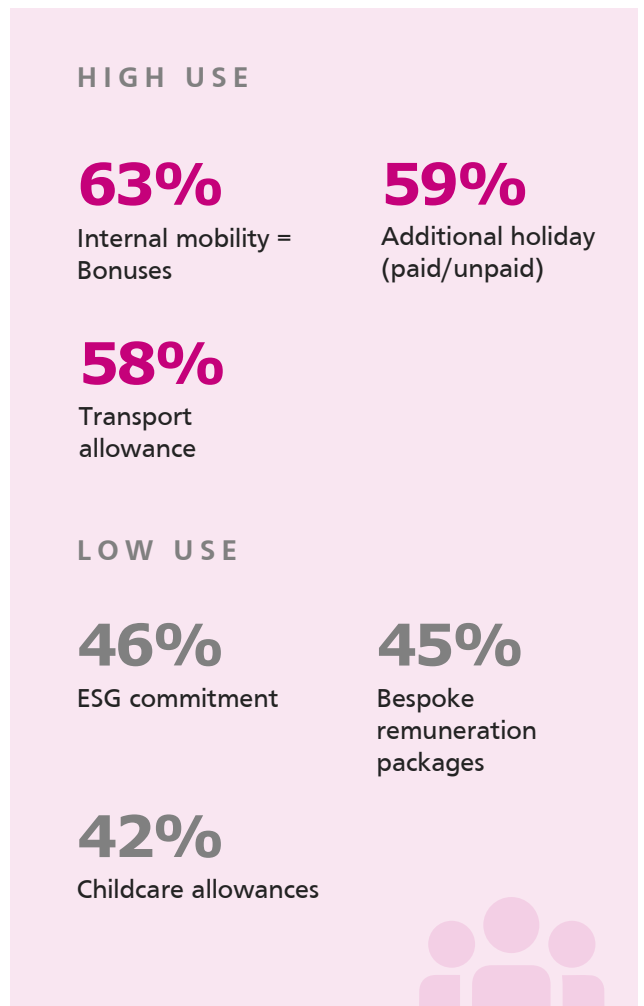 HIGH USE
63%
Internal mobility =
Bonuses
59%
Additional holiday
(paid/unpaid)
58%
Transport
allowance
LOW USE
46%
ESG commitment
45%
Bespoke
remuneration
packages
42%
Childcare allowances